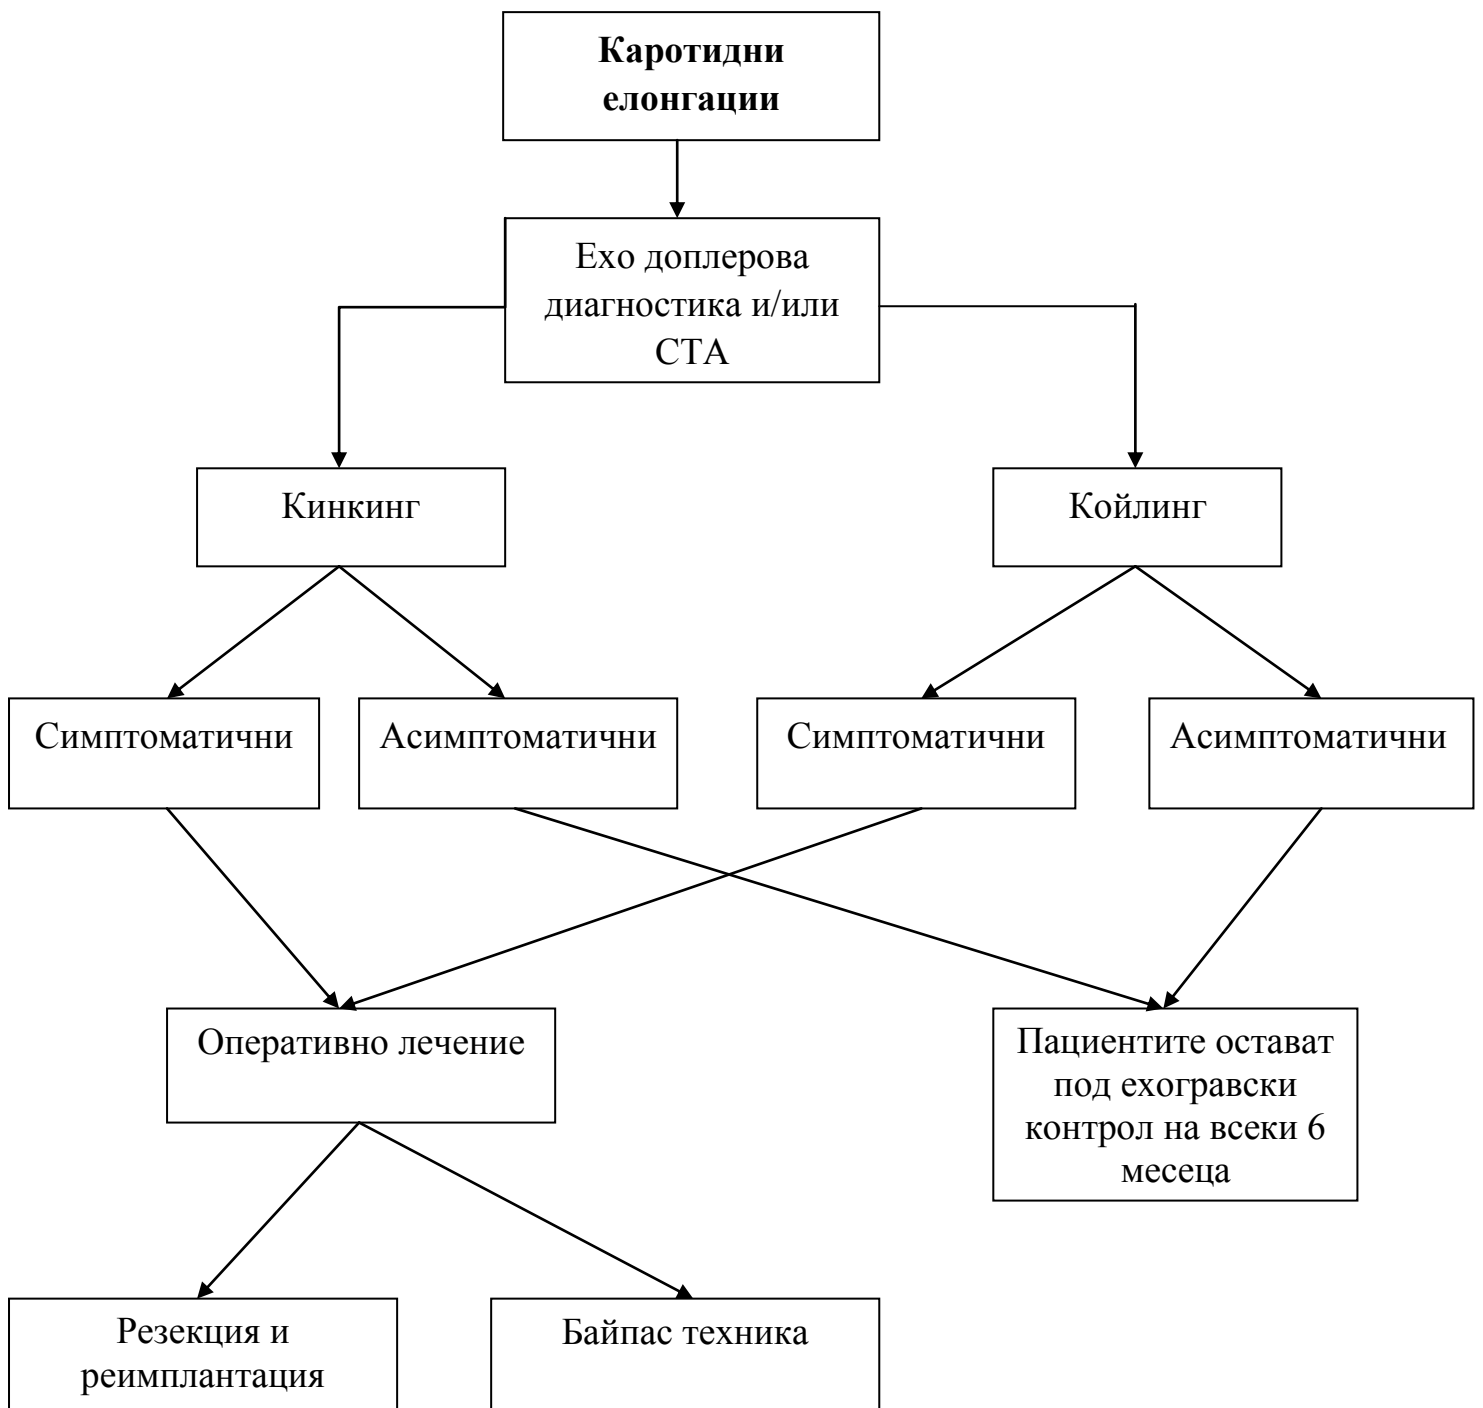 Каротидни
елонгации
Ехо доплерова
диагностика и/или
СТА
Кинкинг
Койлинг
Симптоматични
Асимптоматични
Симптоматични
Асимптоматични
Оперативно лечение
Пациентите остават
под ехогравски
контрол на всеки 6
месеца
Резекция и
реимплантация
Байпас техника